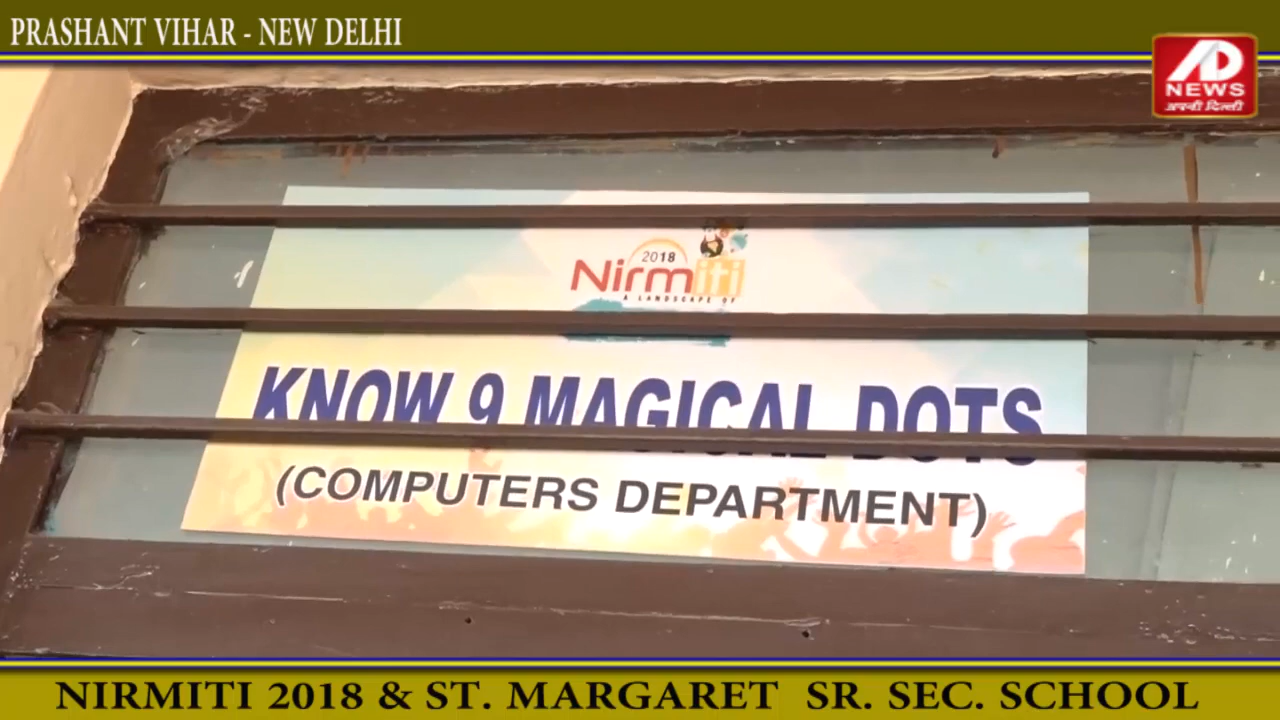 PRASHANT VIHAR - NEW DELHI
AD
NEWS
अपनी दिल्ली
2018
Nirmiti
A LANDSCAPE OF
KNOW 9 MAGICAL DOTS
(COMPUTERS DEPARTMENT)
NIRMITI 2018 & ST. MARGARET SR. SEC. SCHOOL